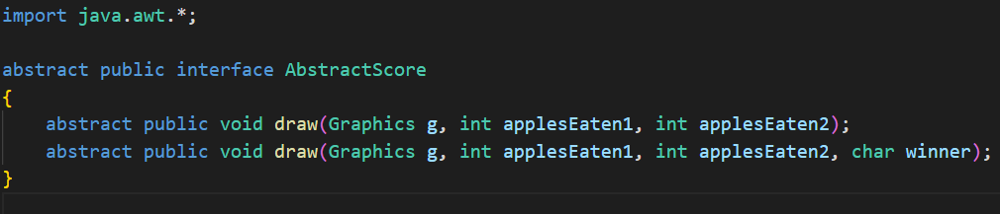 import java.awt.*;
abstract public interface AbstractScore
{
    abstract public void draw(Graphics g, int applesEaten1, int applesEaten2);
    abstract public void draw(Graphics g, int applesEaten1, int applesEaten2, char winner);
}